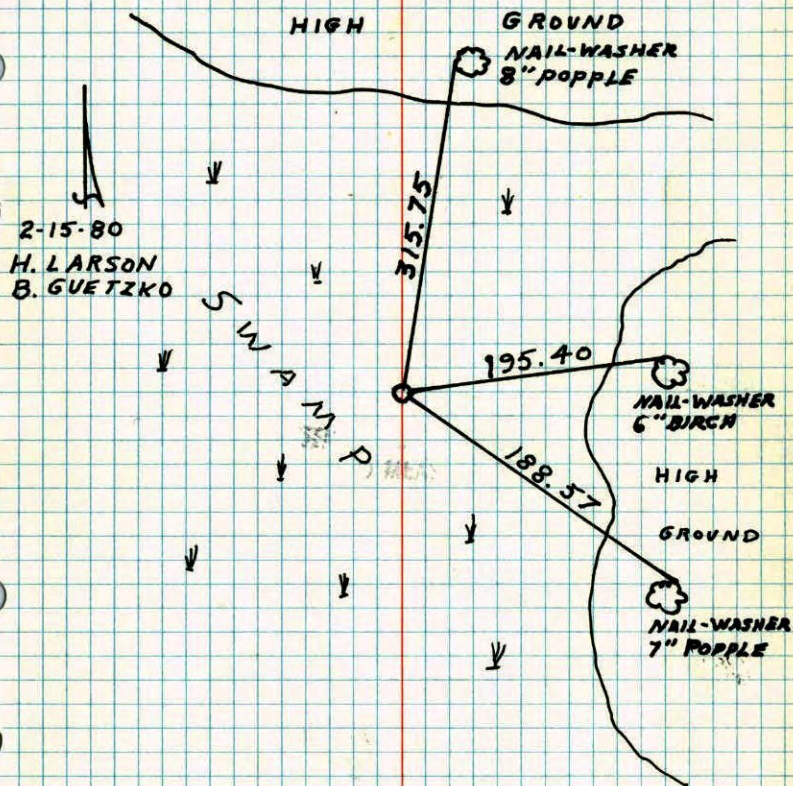 HIGH GROUND
NAIL-WASHER
8" POPPLE
315.75
2-15-80
H. LARSON
B. GUETZKO
SWAMP
195.40
NAIL-WASHER
6" BIRCH
188.57
HIGH
GROUND
NAIL-WASHER
7" POPPLE